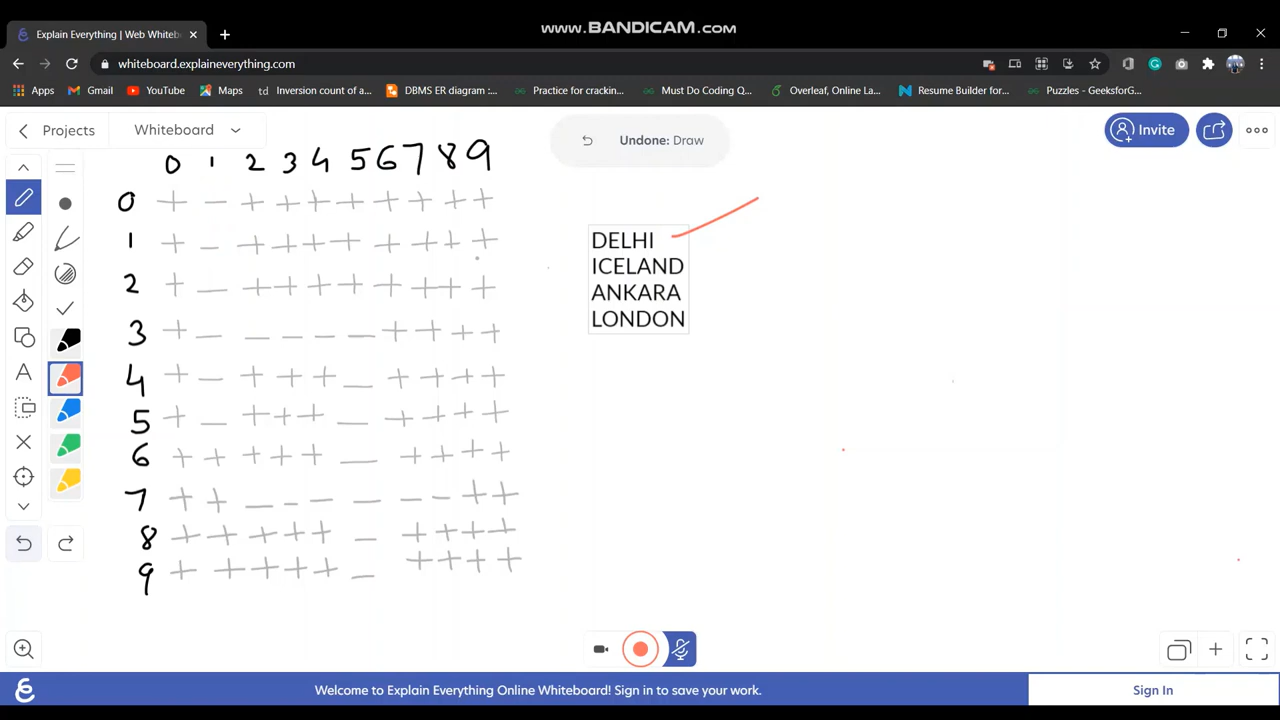 www.BANDICAM.com
Explain Everything | Web Whiteb
whiteboard.explaineverything.com
Apps Gmail YouTube Maps td Inversion count of a... DBMS ER diagram :... Practice for crackin... Must Do Coding Q... Overleaf, Online La... Resume Builder for... Puzzles - GeeksforG...
Projects Whiteboard Undone: Draw Invite
0 1 2 3 4 5 6 7 8 9
0 + - + + + + + + + +
1 + - + + + + + + + +
2 + - + + + + + + + +
3 + - - - - - + + + +
4 + - + + + - + + + +
5 + - + + + - + + + +
6 + + + + + - + + + +
7 + + - - - - - - + +
8 + + + + + - + + + +
9 + + + + + - + + + +
DELHI
ICELAND
ANKARA
LONDON
Welcome to Explain Everything Online Whiteboard! Sign in to save your work. Sign In